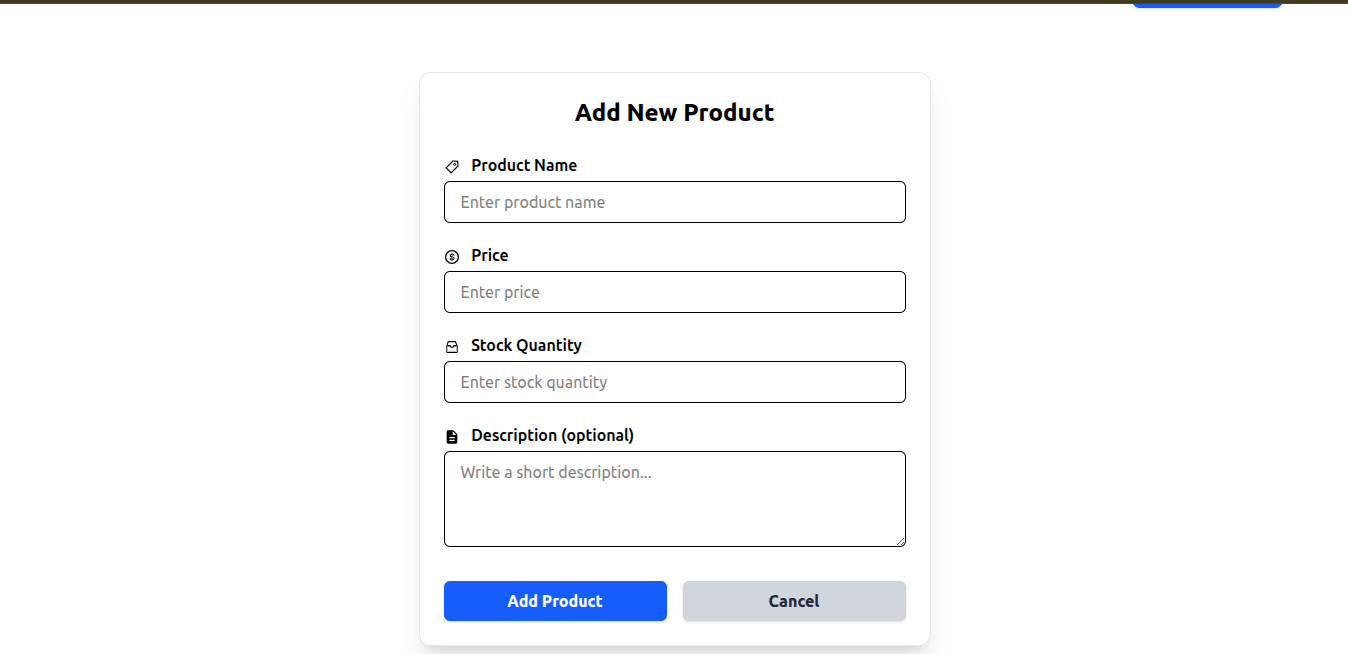 Add New Product
Product Name
Enter product name
Price
Enter price
Stock Quantity
Enter stock quantity
Description (optional)
Write a short description...
Add Product
Cancel